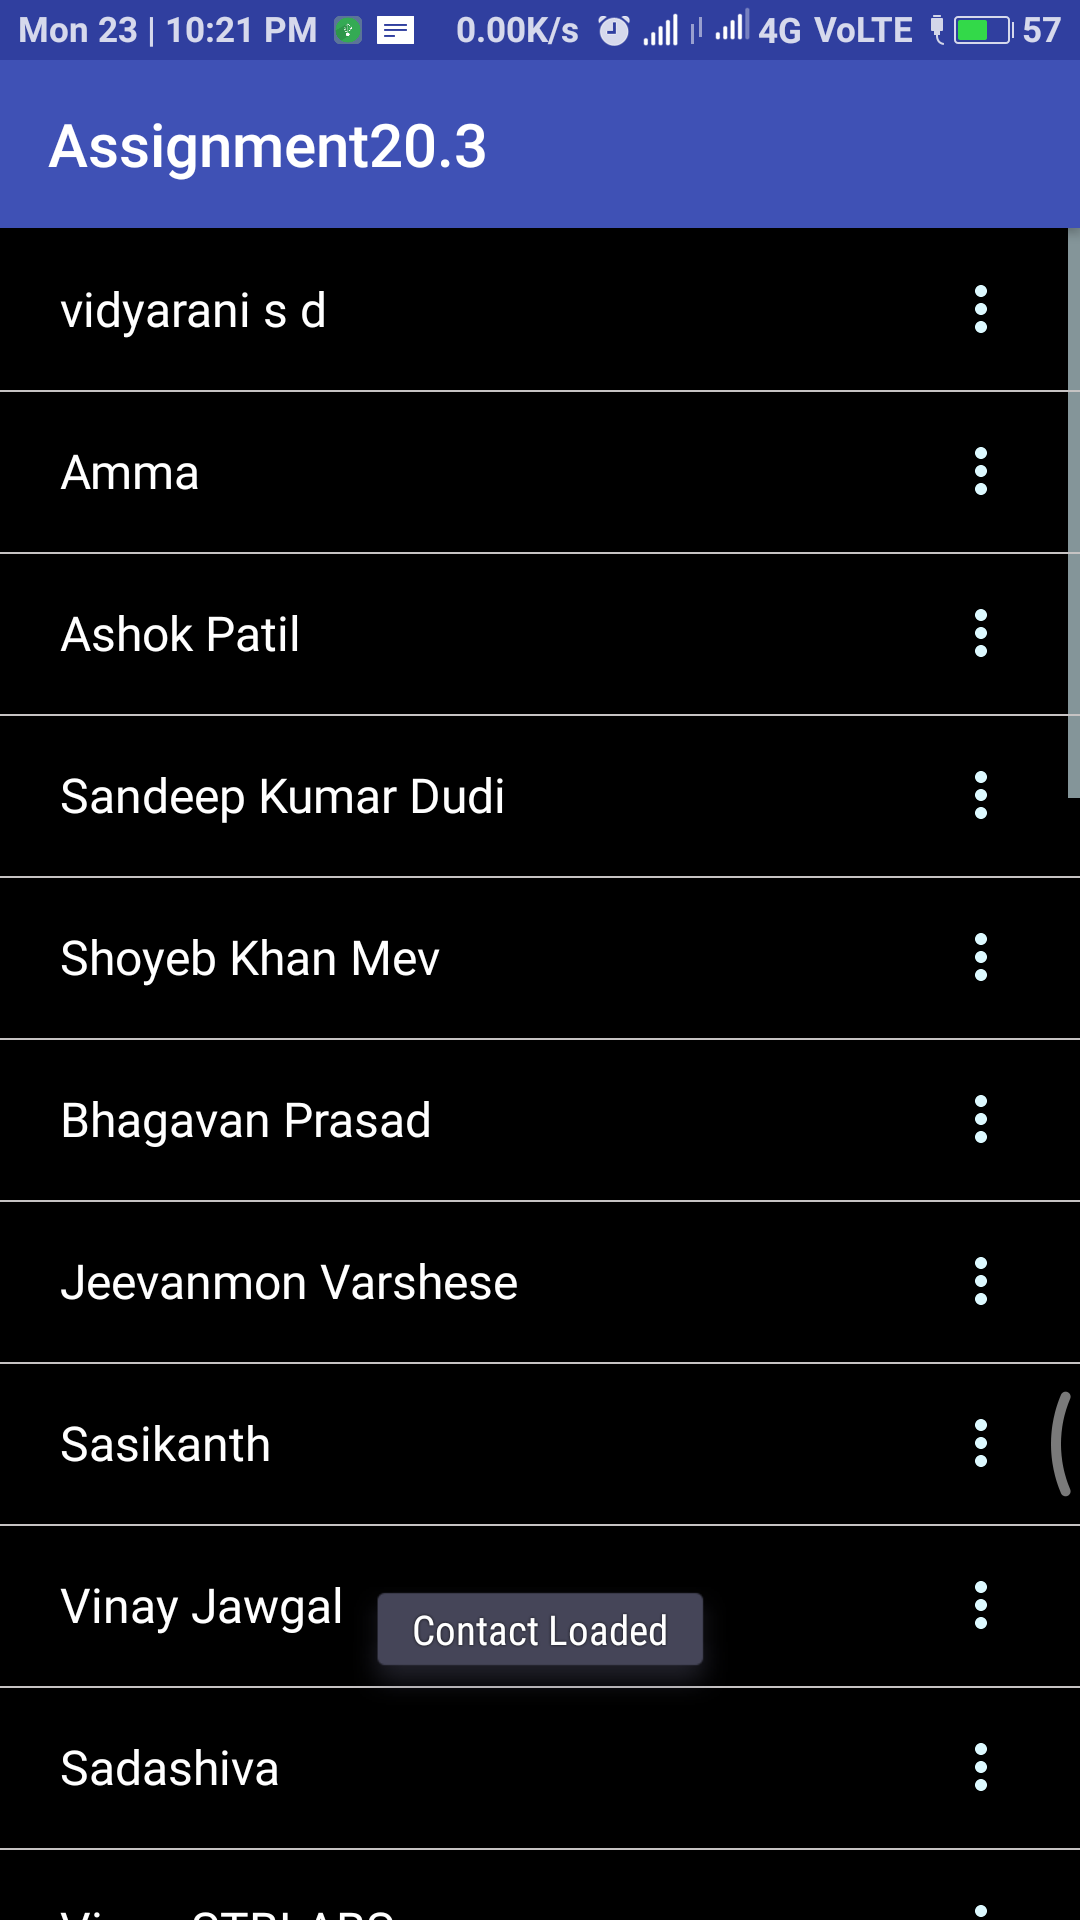 Mon 23 | 10:21 PM 0.00K/s 4G VoLTE 57
Assignment20.3
vidyarani s d
Amma
Ashok Patil
Sandeep Kumar Dudi
Shoyeb Khan Mev
Bhagavan Prasad
Jeevanmon Varshese
Sasikanth
Vinay Jawgal
Contact Loaded
Sadashiva